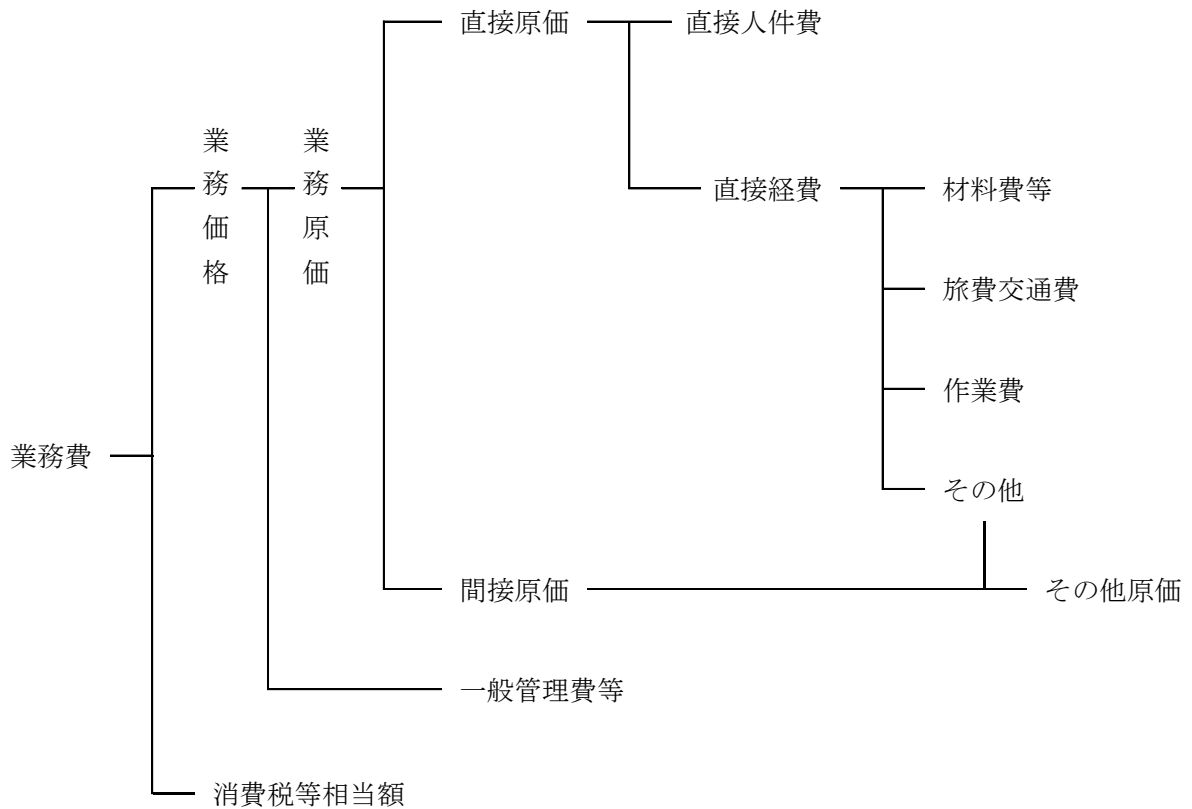 直接原価
直接人件費
業務価格
業務原価
直接経費
材料費等
旅費交通費
作業費
業務費
その他
間接原価
その他原価
一般管理費等
消費税等相当額